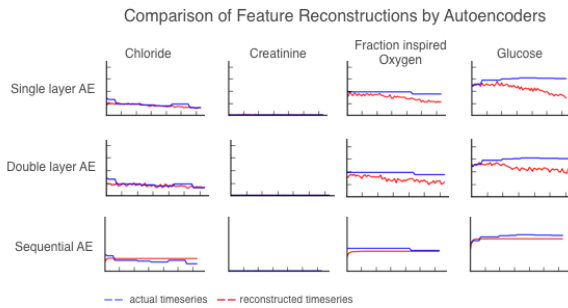 Comparison of Feature Reconstructions by Autoencoders
Chloride
Creatinine
Fraction inspired
Oxygen
Glucose
Single layer AE
Double layer AE
Sequential AE
actual timeseries
reconstructed timeseries